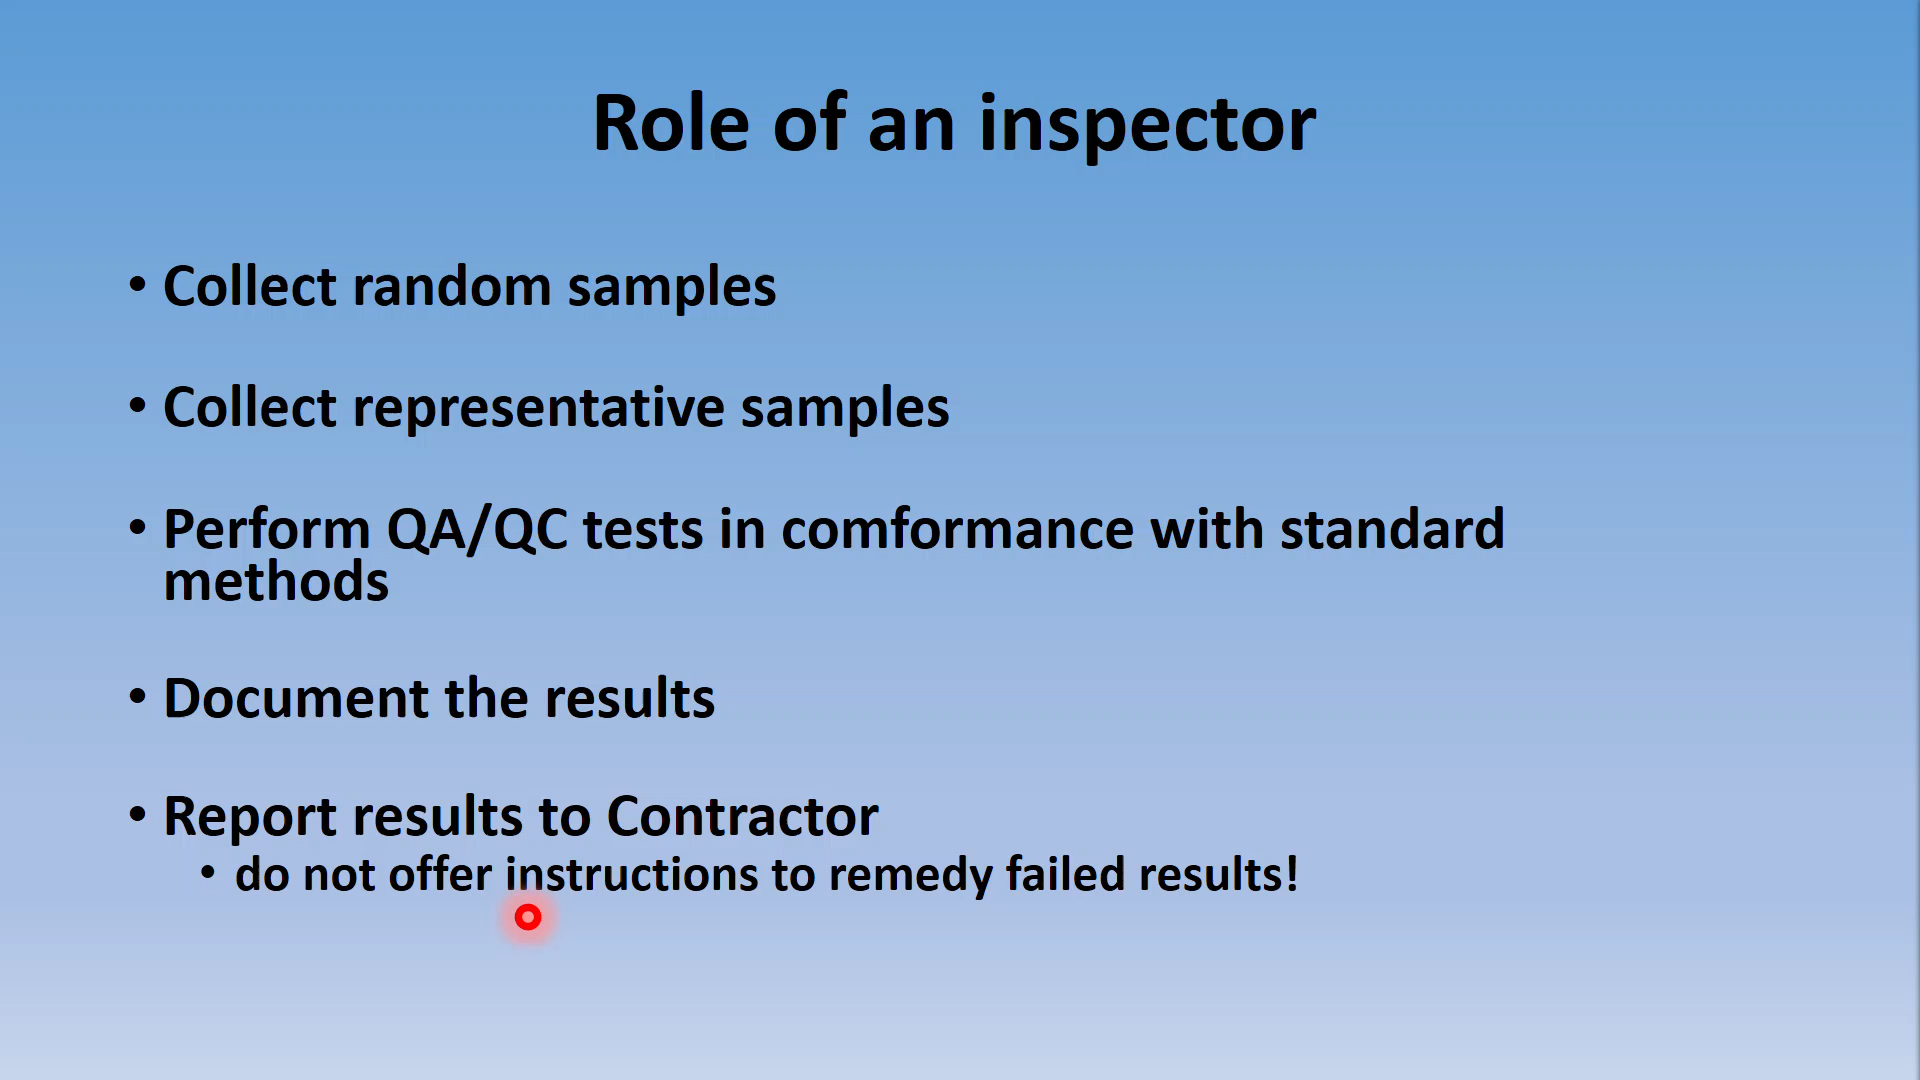 Role of an inspector
• Collect random samples
• Collect representative samples
• Perform QA/QC tests in comformance with standard
methods
• Document the results
• Report results to Contractor
• do not offer instructions to remedy failed results!